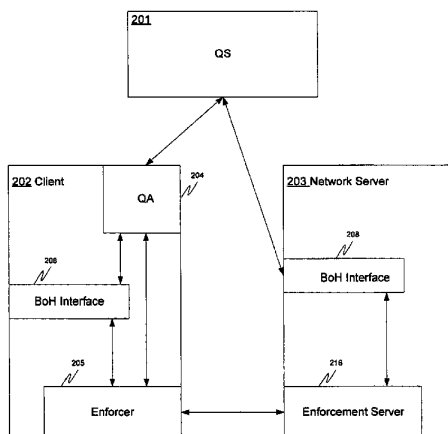 201
QS
202 Client
QA
204
203 Network Server
206
BoH Interface
208
BoH Interface
205
Enforcer
216
Enforcement Server